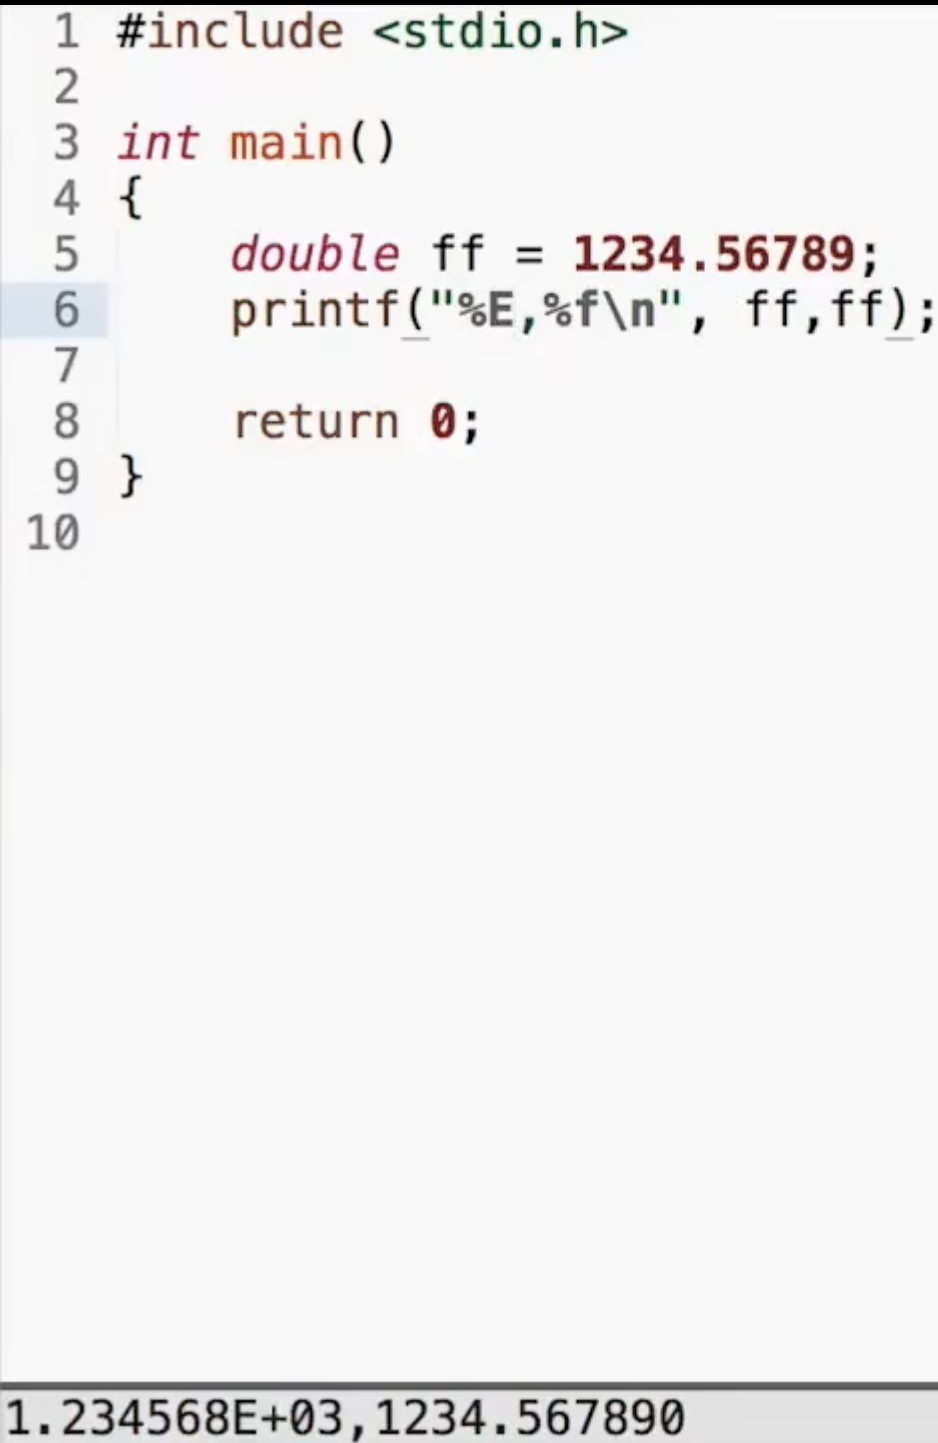 1 #include <stdio.h>
2
3 int main()
4 {
5     double ff = 1234.56789;
6     printf("%E,%f\n", ff,ff);
7
8     return 0;
9 }
10
1.234568E+03,1234.567890